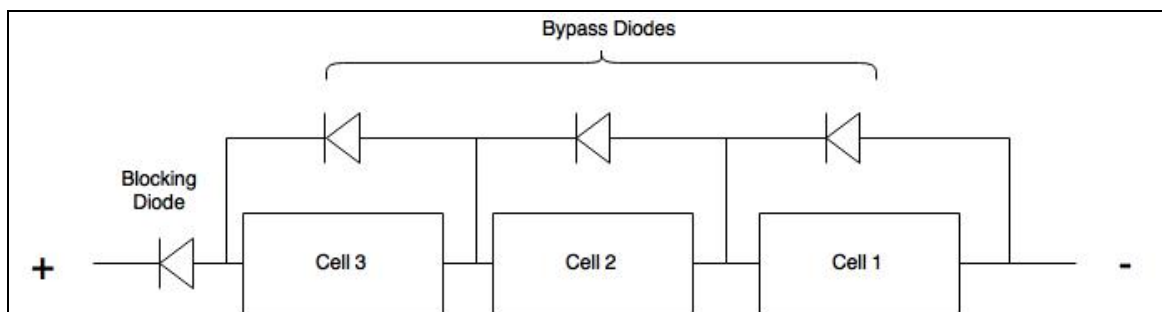 Bypass Diodes
Blocking
Diode
+
Cell 3
Cell 2
Cell 1
-